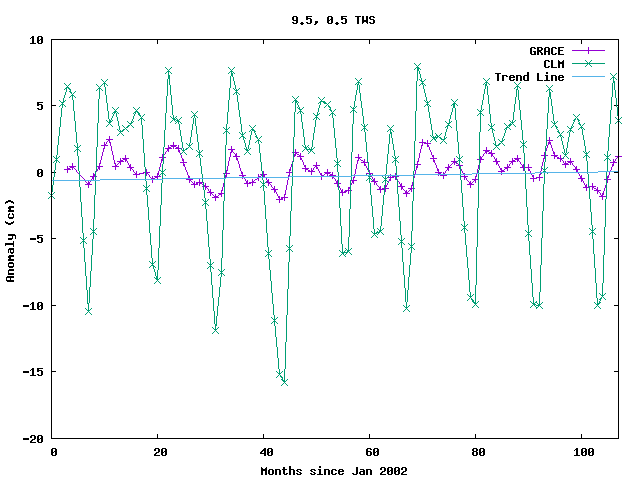 9.5, 0.5 TWS
GRACE
CLM
Trend Line
10
5
0
-5
-10
-15
-20
Anomaly (cm)
0 20 40 60 80 100
Months since Jan 2002